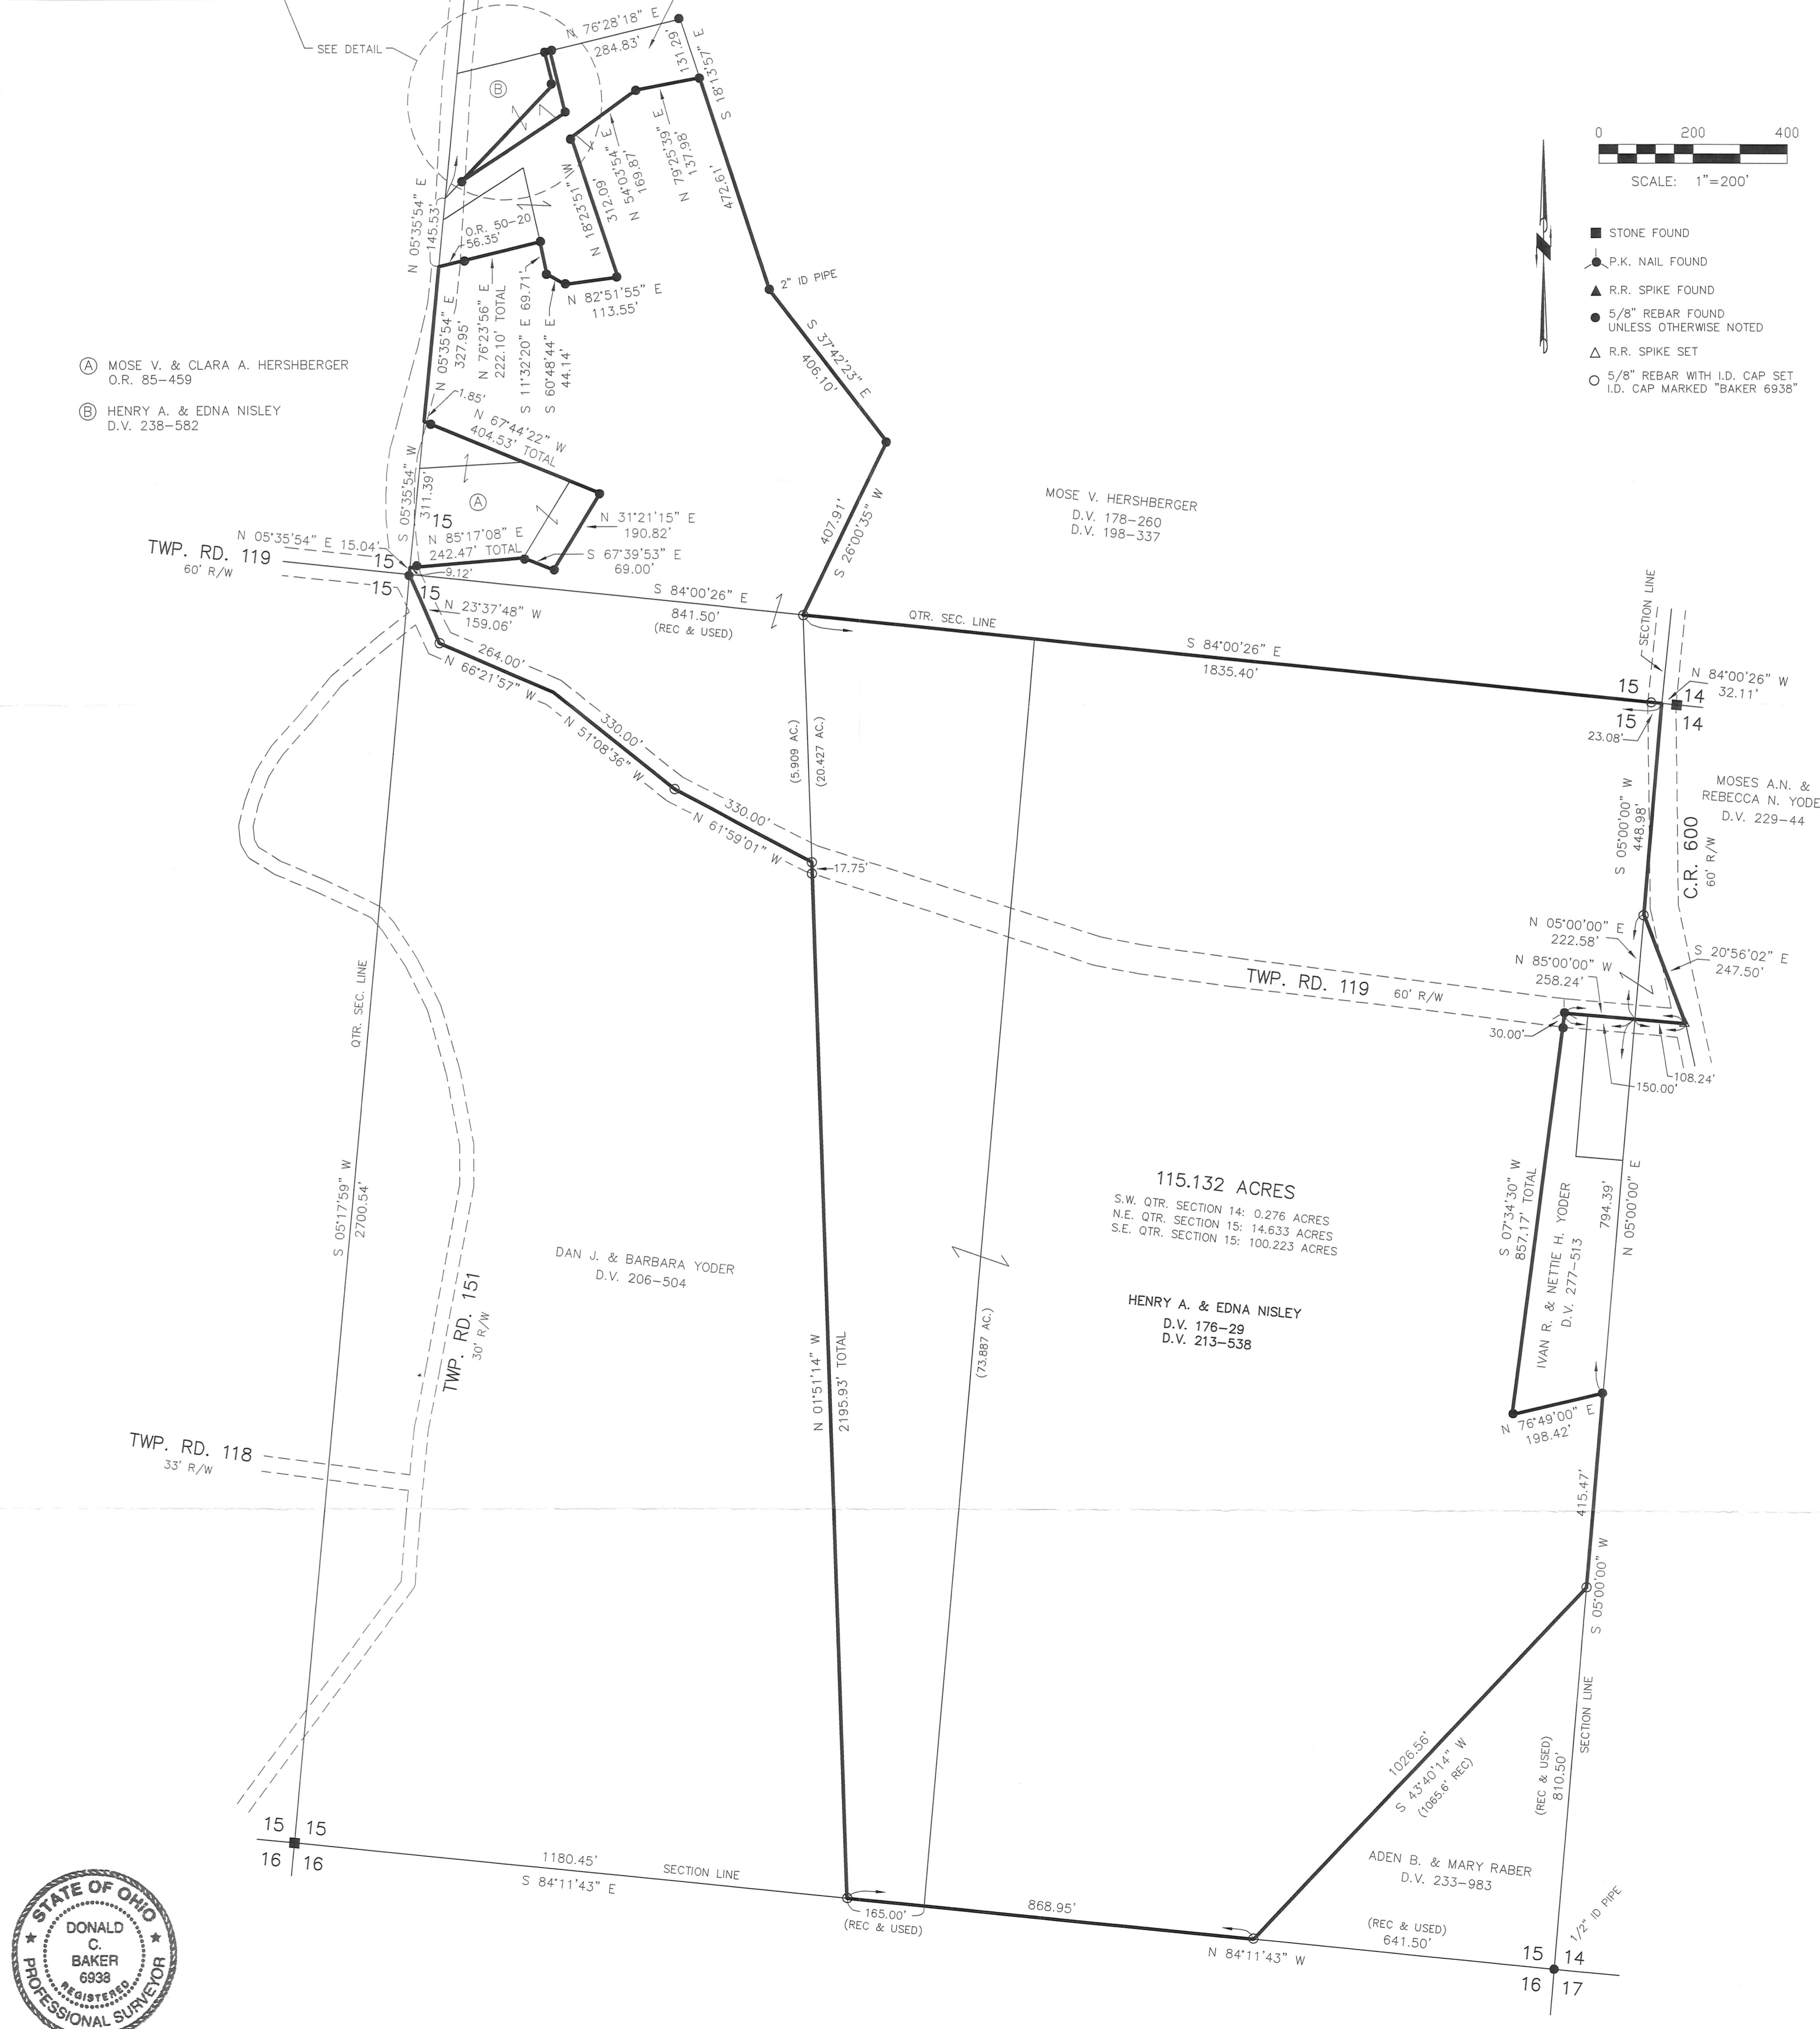 SEE DETAIL
N 76°28'18" E
284.83'
131.29'
S 18°13'57" E
472.61'
Ⓑ
N 79°25'39" E
137.98'
N 54°03'54" E
169.87'
N 18°23'51" W
312.09'
N 05°35'54" E
145.53'
O.R. 50-20
56.35'
N 82°51'55" E
113.55'
2" ID PIPE
N 05°35'54" E
327.95'
N 76°23'56" E
222.10' TOTAL
S 11°32'20" E 69.71'
S 60°48'44" E
44.14'
S 37°42'23" E
406.10'
0 200 400
SCALE: 1"=200'
STONE FOUND
P.K. NAIL FOUND
R.R. SPIKE FOUND
5/8" REBAR FOUND
UNLESS OTHERWISE NOTED
R.R. SPIKE SET
5/8" REBAR WITH I.D. CAP SET
I.D. CAP MARKED "BAKER 6938"
Ⓐ MOSE V. & CLARA A. HERSHBERGER
O.R. 85-459
Ⓑ HENRY A. & EDNA NISLEY
D.V. 238-582
1.85'
N 67°44'22" W
404.53' TOTAL
S 05°35'54" W
311.39'
Ⓐ
N 31°21'15" E
190.82'
407.91'
S 26°00'35" W
MOSE V. HERSHBERGER
D.V. 178-260
D.V. 198-337
15
N 85°17'08" E
242.47' TOTAL
N 05°35'54" E 15.04'
S 67°39'53" E
69.00'
TWP. RD. 119
60' R/W
15
15
15
9.12'
N 23°37'48" W
159.06'
S 84°00'26" E
841.50'
(REC & USED)
QTR. SEC. LINE
S 84°00'26" E
1835.40'
SECTION LINE
N 84°00'26" W
32.11'
15
14
15
14
23.08'
264.00'
N 66°21'57" W
330.00'
N 51°08'36" W
330.00'
N 61°59'01" W
(5.909 AC.)
(20.427 AC.)
17.75'
MOSES A.N. &
REBECCA N. YODE
D.V. 229-44
S 05°00'00" W
448.98'
C.R. 600
60' R/W
N 05°00'00" E
222.58'
S 20°56'02" E
247.50'
N 85°00'00" W
258.24'
TWP. RD. 119 60' R/W
30.00'
108.24'
150.00'
QTR. SEC. LINE
S 05°17'59" W
2700.54'
TWP. RD. 151
30' R/W
DAN J. & BARBARA YODER
D.V. 206-504
N 01°51'14" W
2195.93' TOTAL
(73.887 AC.)
115.132 ACRES
S.W. QTR. SECTION 14: 0.276 ACRES
N.E. QTR. SECTION 15: 14.633 ACRES
S.E. QTR. SECTION 15: 100.223 ACRES
HENRY A. & EDNA NISLEY
D.V. 176-29
D.V. 213-538
S 07°34'30" W
857.17' TOTAL
IVAN R. & NETTIE H. YODER
D.V. 277-513
794.39'
N 05°00'00" E
N 76°49'00" E
198.42'
TWP. RD. 118
33' R/W
415.47'
S 05°00'00" W
1026.56'
S 43°40'14" W
(1065.6' REC)
(REC & USED)
810.50'
SECTION LINE
15 15
16 16
1180.45'
S 84°11'43" E
SECTION LINE
165.00'
(REC & USED)
868.95'
N 84°11'43" W
ADEN B. & MARY RABER
D.V. 233-983
(REC & USED)
641.50'
1/2" ID PIPE
15 14
16 17
STATE OF OHIO
DONALD
C.
BAKER
6938
REGISTERED
PROFESSIONAL SURVEYOR